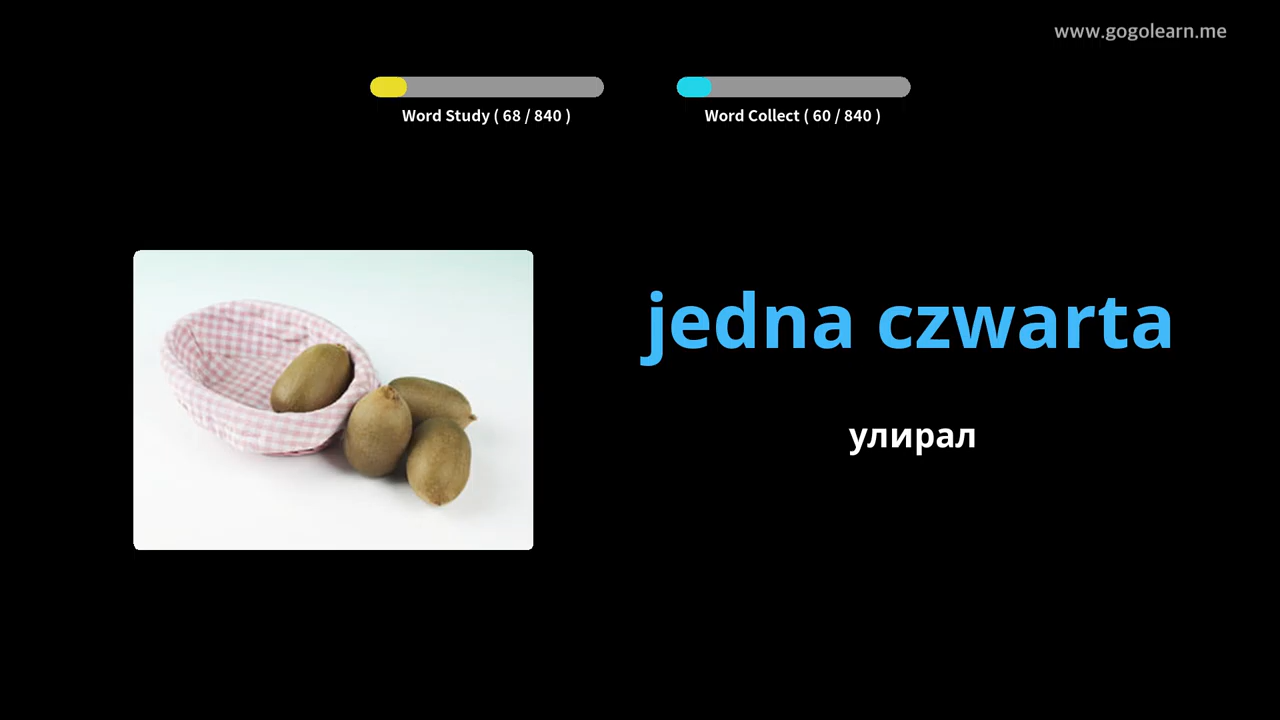 www.gogolearn.me
Word Study ( 68 / 840 )
Word Collect ( 60 / 840 )
jedna czwarta
улирал